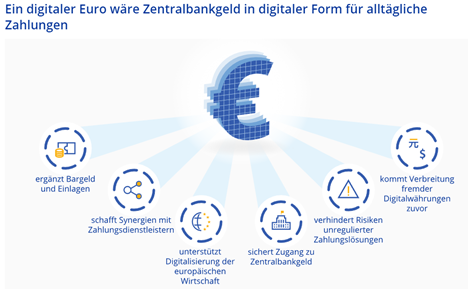 Ein digitaler Euro wäre Zentralbankgeld in digitaler Form für alltägliche
Zahlungen
€
π
$
ergänzt Bargeld
und Einlagen
schafft Synergien mit
Zahlungsdienstleistern
unterstützt
Digitalisierung der
europäischen
Wirtschaft
€
sichert Zugang zu
Zentralbankgeld
verhindert Risiken
unregulierter
Zahlungslösungen
kommt Verbreitung
fremder
Digitalwährungen
zuvor